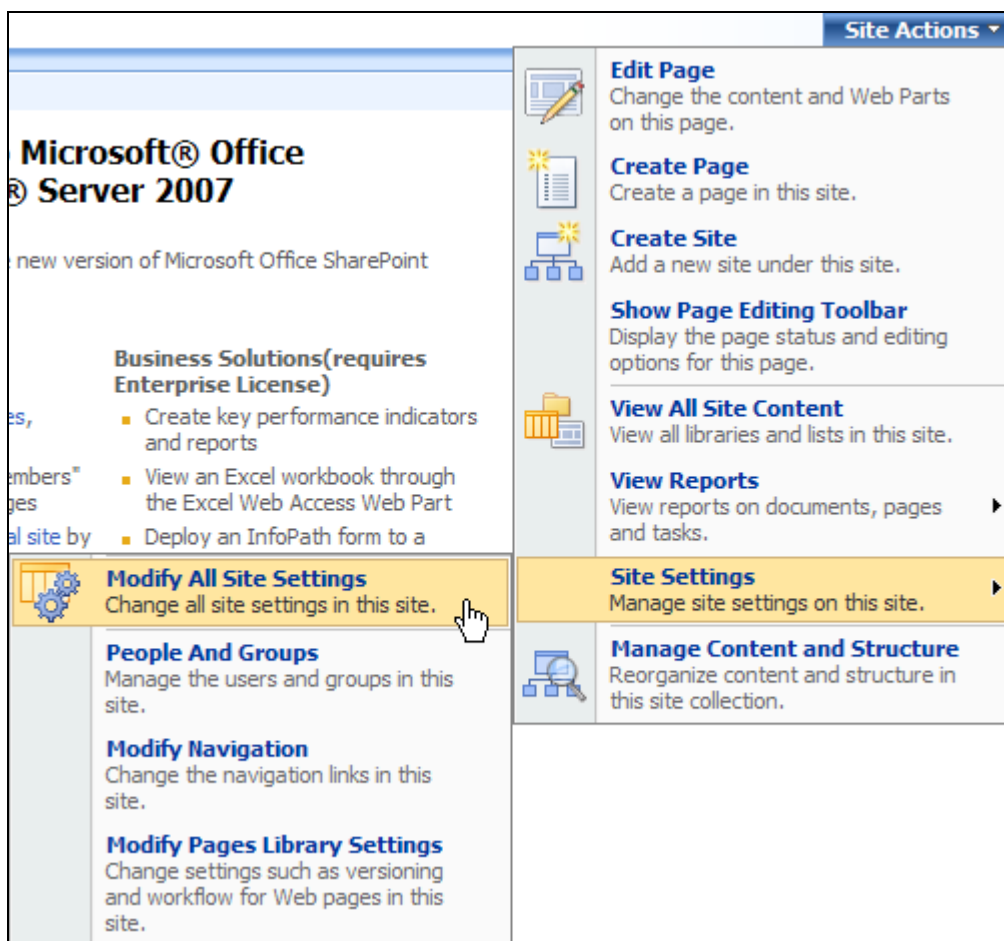 Site Actions
Microsoft® Office
® Server 2007
new version of Microsoft Office SharePoint
Business Solutions(requires
Enterprise License)
es,
Create key performance indicators
and reports
embers"
View an Excel workbook through
ges
the Excel Web Access Web Part
al site by
Deploy an InfoPath form to a
Edit Page
Change the content and Web Parts
on this page.
Create Page
Create a page in this site.
Create Site
Add a new site under this site.
Show Page Editing Toolbar
Display the page status and editing
options for this page.
View All Site Content
View all libraries and lists in this site.
View Reports
View reports on documents, pages
and tasks.
Site Settings
Manage site settings on this site.
Manage Content and Structure
Reorganize content and structure in
this site collection.
Modify All Site Settings
Change all site settings in this site.
People And Groups
Manage the users and groups in this
site.
Modify Navigation
Change the navigation links in this
site.
Modify Pages Library Settings
Change settings such as versioning
and workflow for Web pages in this
site.